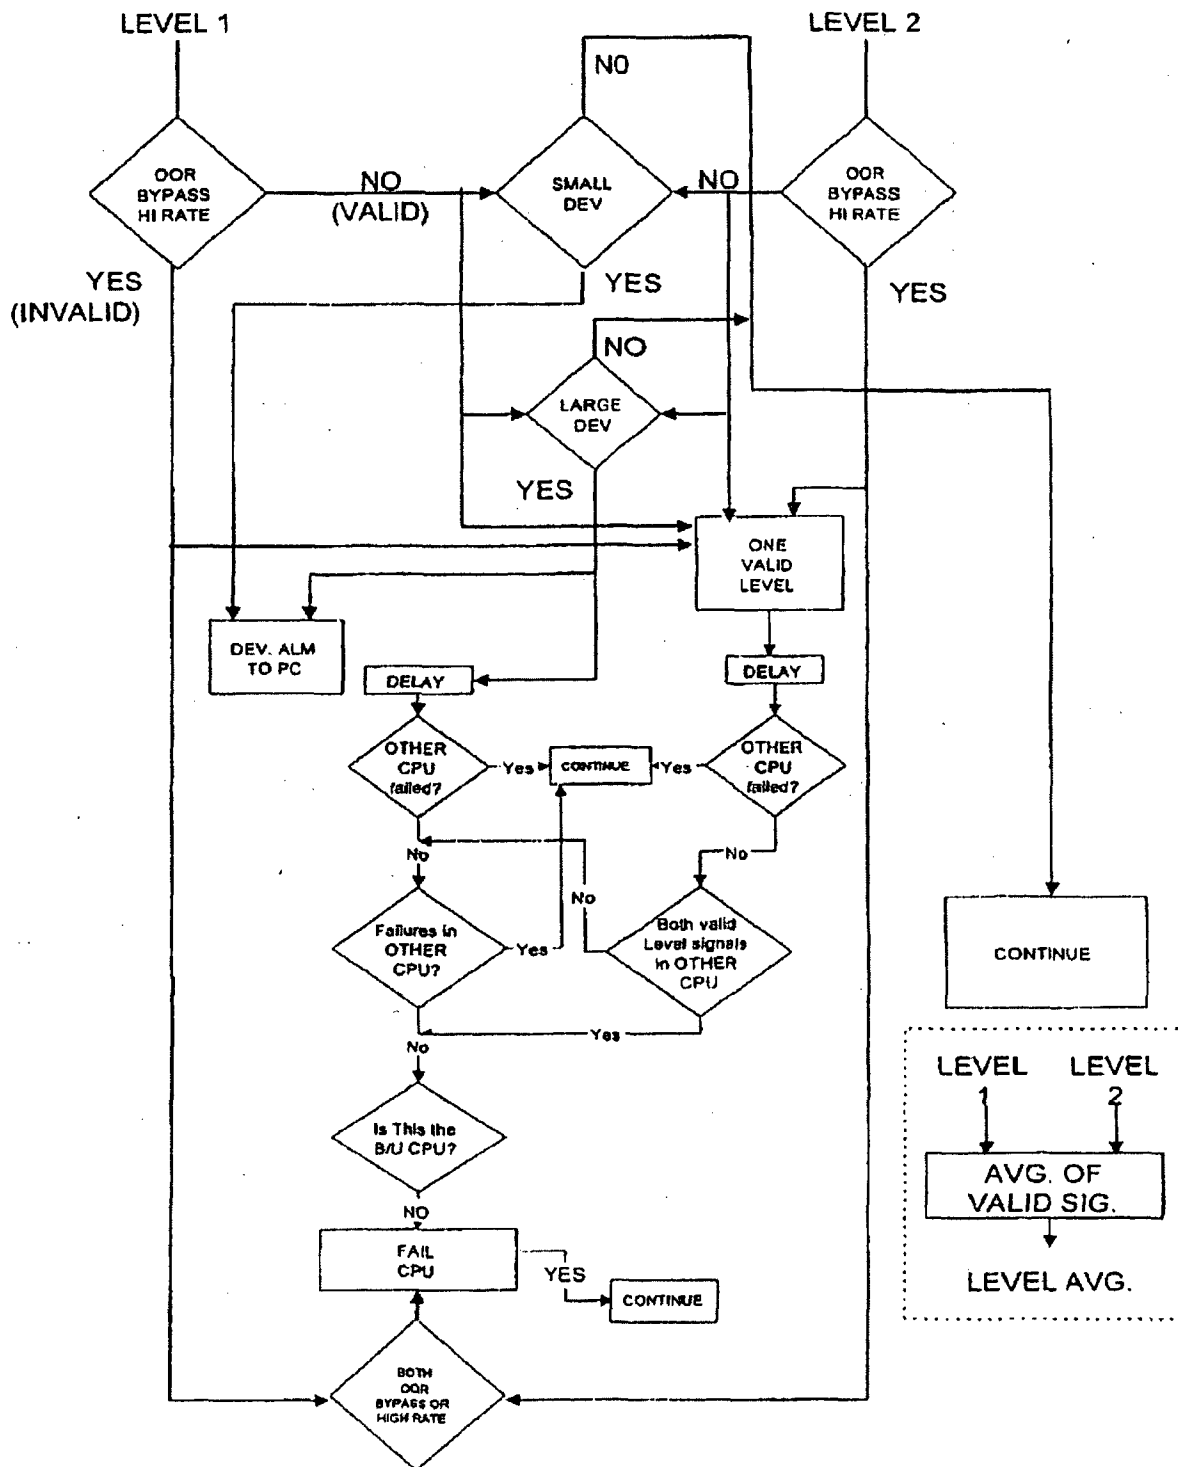 LEVEL 1
LEVEL 2
NO
OOR
BYPASS
HI RATE
NO
(VALID)
SMALL
DEV
NO
OOR
BYPASS
HI RATE
YES
(INVALID)
YES
YES
NO
LARGE
DEV
YES
ONE
VALID
LEVEL
DEV. ALM
TO PC
DELAY
DELAY
OTHER
CPU
failed?
Yes
CONTINUE
Yes
OTHER
CPU
failed?
No
No
No
Failures in
OTHER
CPU?
Yes
Both valid
Level signals
in OTHER
CPU
CONTINUE
Yes
No
Is This the
B/U CPU?
NO
FAIL
CPU
YES
CONTINUE
BOTH
OOR
BYPASS OR
HIGH RATE
LEVEL
1
LEVEL
2
AVG. OF
VALID SIG.
LEVEL AVG.